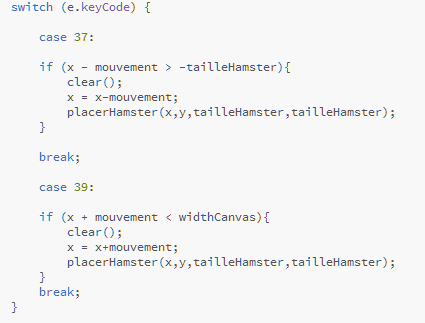 switch (e.keyCode) {
case 37:
if (x - mouvement > -tailleHamster){
clear();
x = x-mouvement;
placerHamster(x,y,tailleHamster,tailleHamster);
}
break;
case 39:
if (x + mouvement < widthCanvas){
clear();
x = x+mouvement;
placerHamster(x,y,tailleHamster,tailleHamster);
}
break;
}